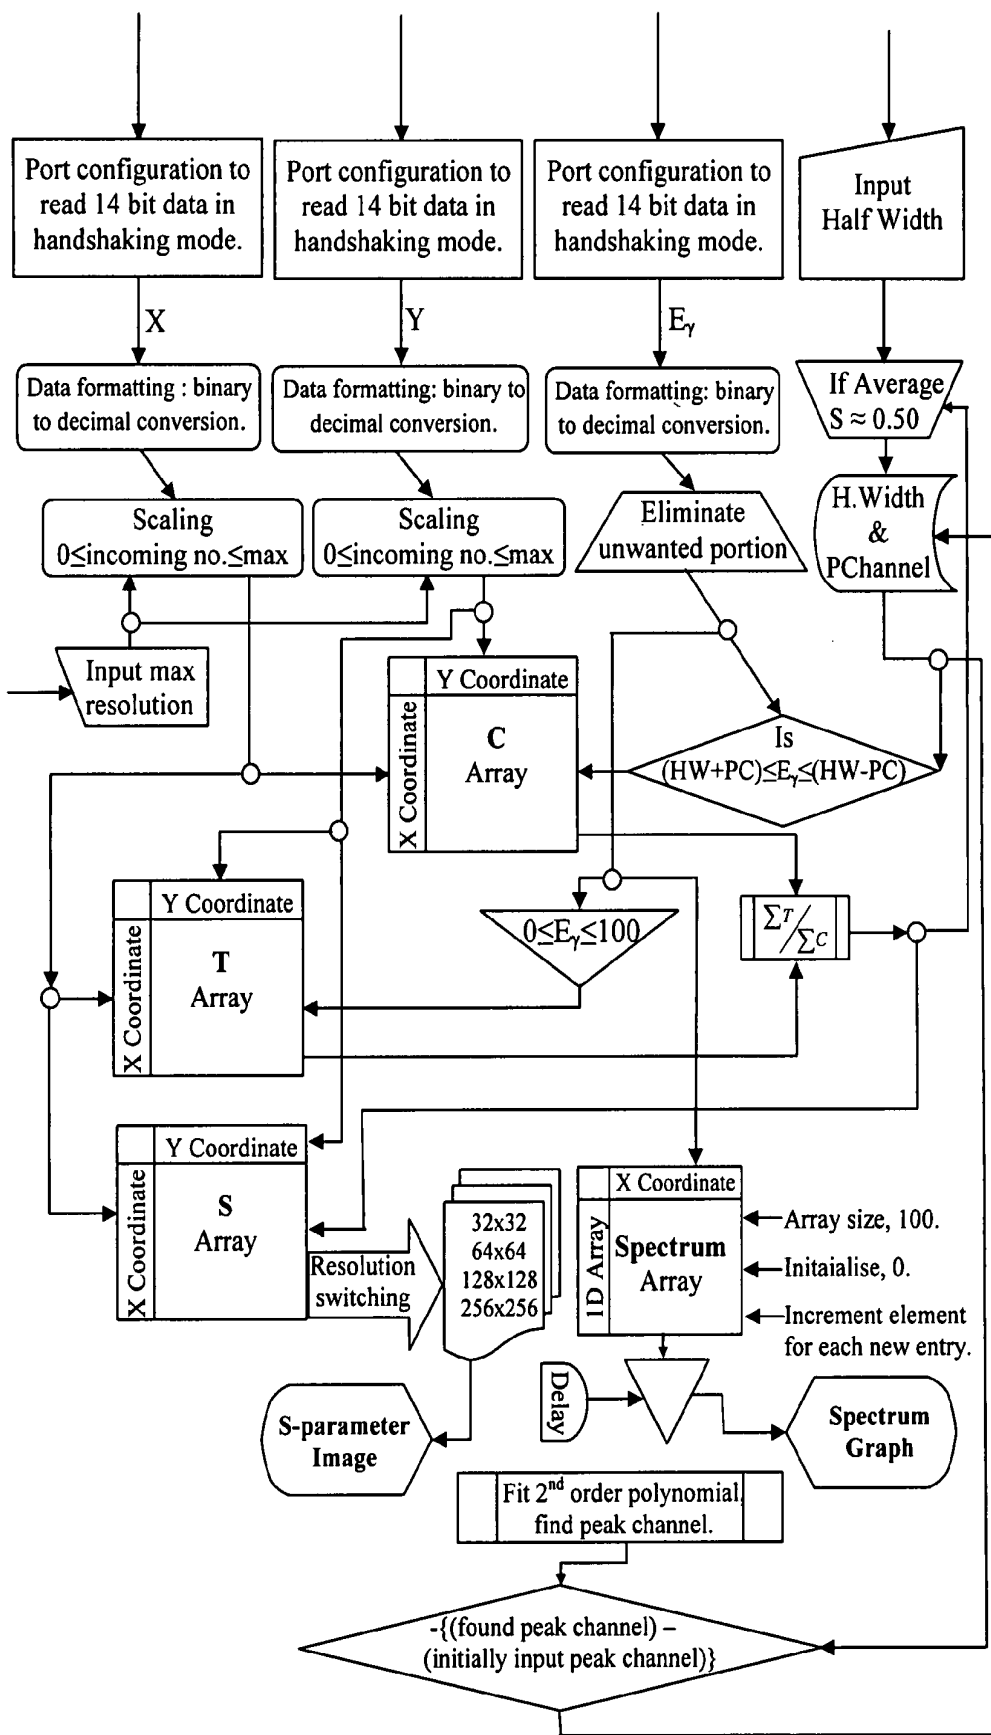 Port configuration to
read 14 bit data in
handshaking mode.
Port configuration to
read 14 bit data in
handshaking mode.
Port configuration to
read 14 bit data in
handshaking mode.
Input
Half Width
X
Y
Eγ
Data formatting : binary
to decimal conversion.
Data formatting: binary
to decimal conversion.
Data formatting: binary
to decimal conversion.
If Average
S ≈ 0.50
Scaling
0≤incoming no.≤max
Scaling
0≤incoming no.≤max
Eliminate
unwanted portion
H.Width
&
PChannel
Input max
resolution
Y Coordinate
X Coordinate
C
Array
Is
(HW+PC)≤Eγ≤(HW-PC)
Y Coordinate
X Coordinate
T
Array
0≤Eγ≤100
∑T/∑C
Y Coordinate
X Coordinate
S
Array
Resolution
switching
32x32
64x64
128x128
256x256
X Coordinate
1D Array
Spectrum
Array
Array size, 100.
Initaialise, 0.
Increment element
for each new entry.
Delay
S-parameter
Image
Spectrum
Graph
Fit 2nd order polynomial,
find peak channel.
-{(found peak channel) –
(initially input peak channel)}